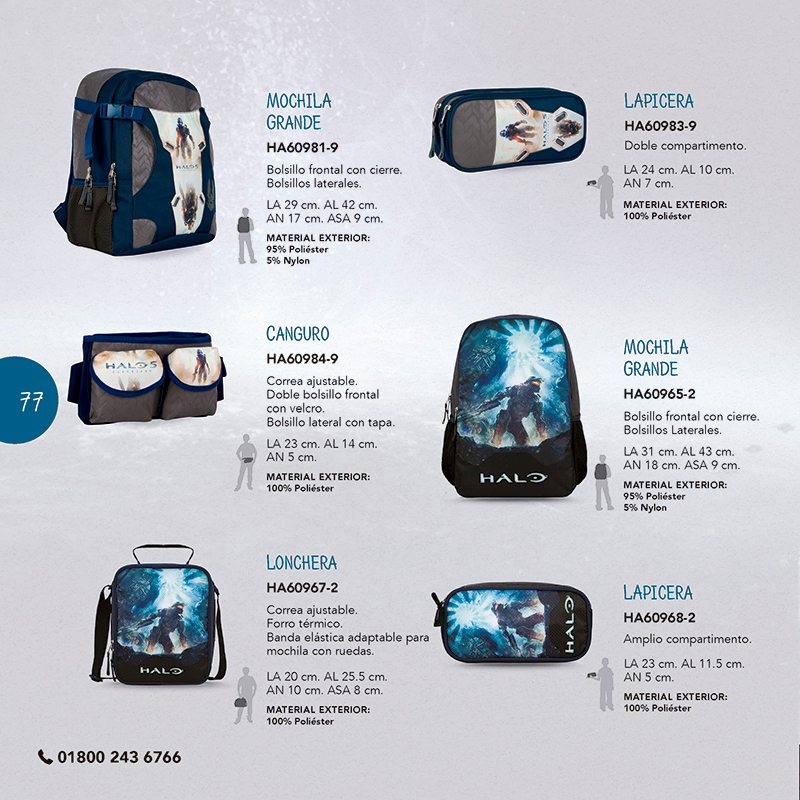 MOCHILA
GRANDE
HA60981-9
Bolsillo frontal con cierre.
Bolsillos laterales.
LA 29 cm. AL 42 cm.
AN 17 cm. ASA 9 cm.
MATERIAL EXTERIOR:
95% Poliéster
5% Nylon
LAPICERA
HA60983-9
Doble compartimento.
LA 24 cm. AL 10 cm.
AN 7 cm.
MATERIAL EXTERIOR:
100% Poliéster
HALO 5
CANGURO
HA60984-9
Correa ajustable.
Doble bolsillo frontal
con velcro.
Bolsillo lateral con tapa.
LA 23 cm. AL 14 cm.
AN 5 cm.
MATERIAL EXTERIOR:
100% Poliéster
HALO
MOCHILA
GRANDE
HA60965-2
Bolsillo frontal con cierre.
Bolsillos Laterales.
LA 31 cm. AL 43 cm.
AN 18 cm. ASA 9 cm.
MATERIAL EXTERIOR:
95% Poliéster
5% Nylon
77
HALO
LONCHERA
HA60967-2
Correa ajustable.
Forro térmico.
Banda elástica adaptable para
mochila con ruedas.
LA 20 cm. AL 25.5 cm.
AN 10 cm. ASA 8 cm.
MATERIAL EXTERIOR:
100% Poliéster
HALO
LAPICERA
HA60968-2
Amplio compartimento.
LA 23 cm. AL 11.5 cm.
AN 5 cm.
MATERIAL EXTERIOR:
100% Poliéster
01800 243 6766